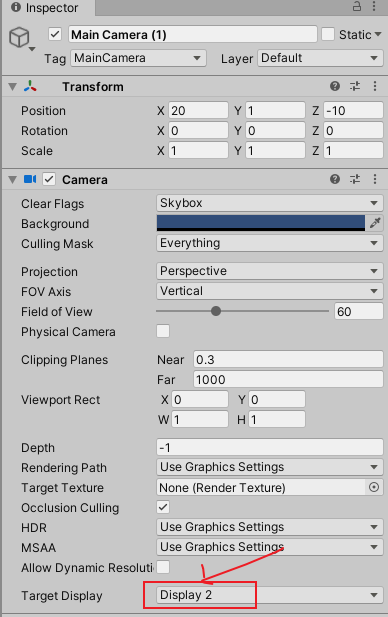 Inspector
Main Camera (1)
Static
Tag MainCamera Layer Default
Transform
Position X 20 Y 1 Z -10
Rotation X 0 Y 0 Z 0
Scale X 1 Y 1 Z 1
Camera
Clear Flags Skybox
Background
Culling Mask Everything
Projection Perspective
FOV Axis Vertical
Field of View 60
Physical Camera
Clipping Planes Near 0.3
Far 1000
Viewport Rect X 0 Y 0
W 1 H 1
Depth -1
Rendering Path Use Graphics Settings
Target Texture None (Render Texture)
Occlusion Culling
HDR Use Graphics Settings
MSAA Use Graphics Settings
Allow Dynamic Resoluti
Target Display Display 2